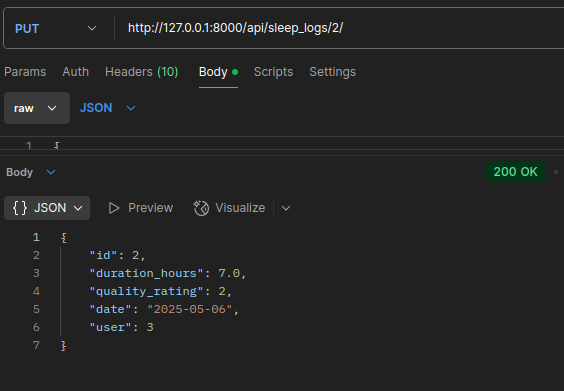 PUT http://127.0.0.1:8000/api/sleep_logs/2/
Params Auth Headers (10) Body Scripts Settings
raw JSON
1 {
Body 200 OK
{} JSON Preview Visualize
1 {
2 "id": 2,
3 "duration_hours": 7.0,
4 "quality_rating": 2,
5 "date": "2025-05-06",
6 "user": 3
7 }